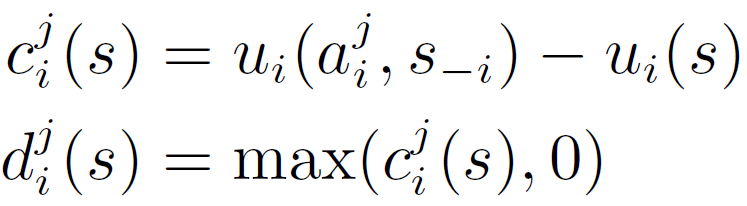 c_i^j(s) = u_i(a_i^j, s_{-i}) − u_i(s)
d_i^j(s) = max(c_i^j(s), 0)